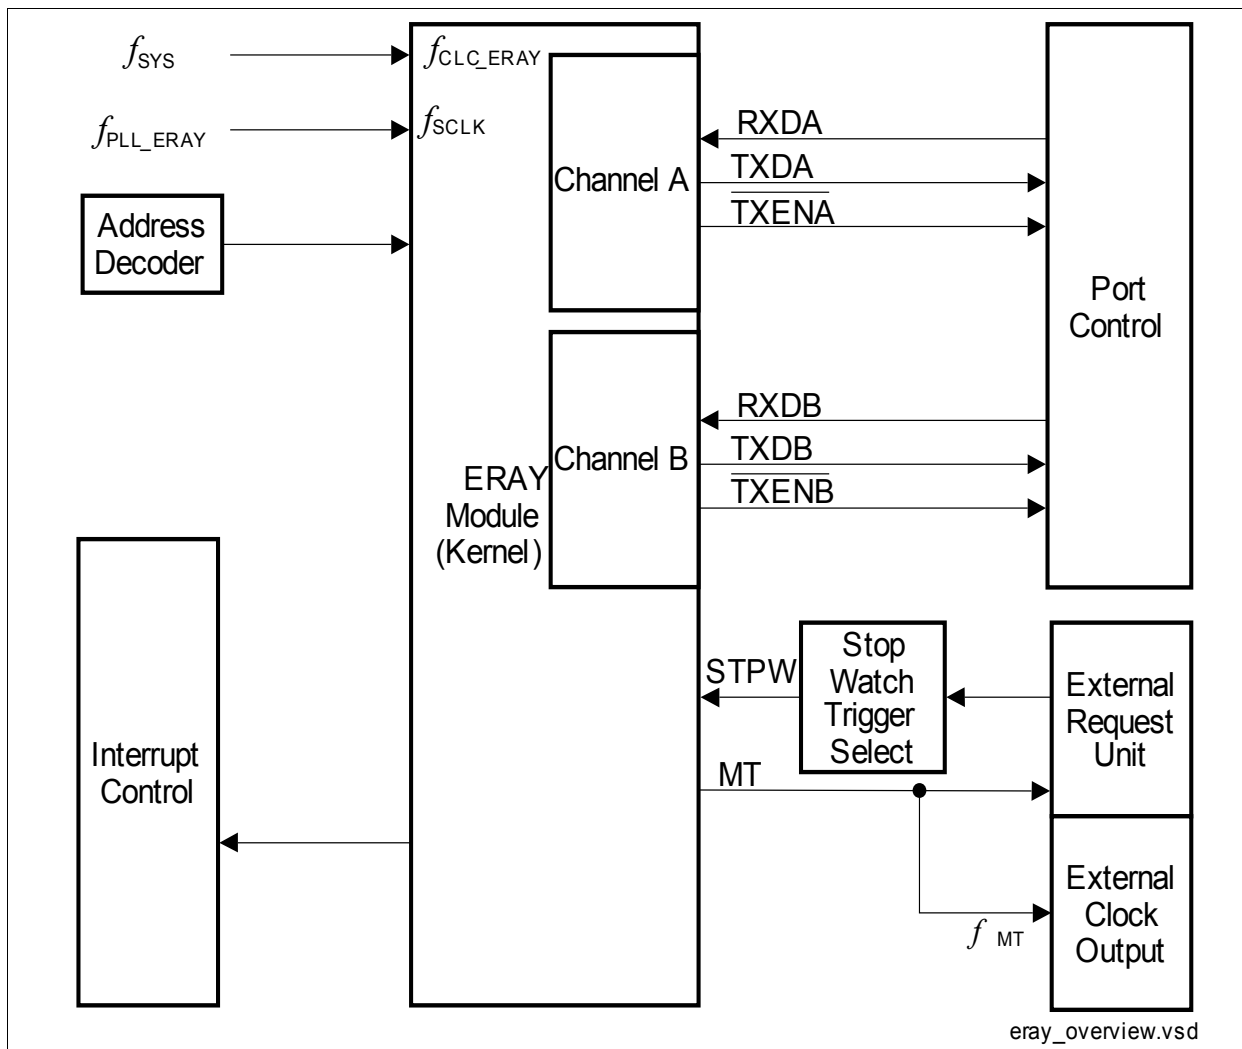 fSYS
fCLC_ERAY
fPLL_ERAY
fSCLK
Address
Decoder
Channel A
RXDA
TXDA
TXENA
Port
Control
Channel B
RXDB
TXDB
TXENB
ERAY
Module
(Kernel)
Interrupt
Control
STPW
Stop
Watch
Trigger
Select
External
Request
Unit
MT
External
Clock
Output
f MT
eray_overview.vsd